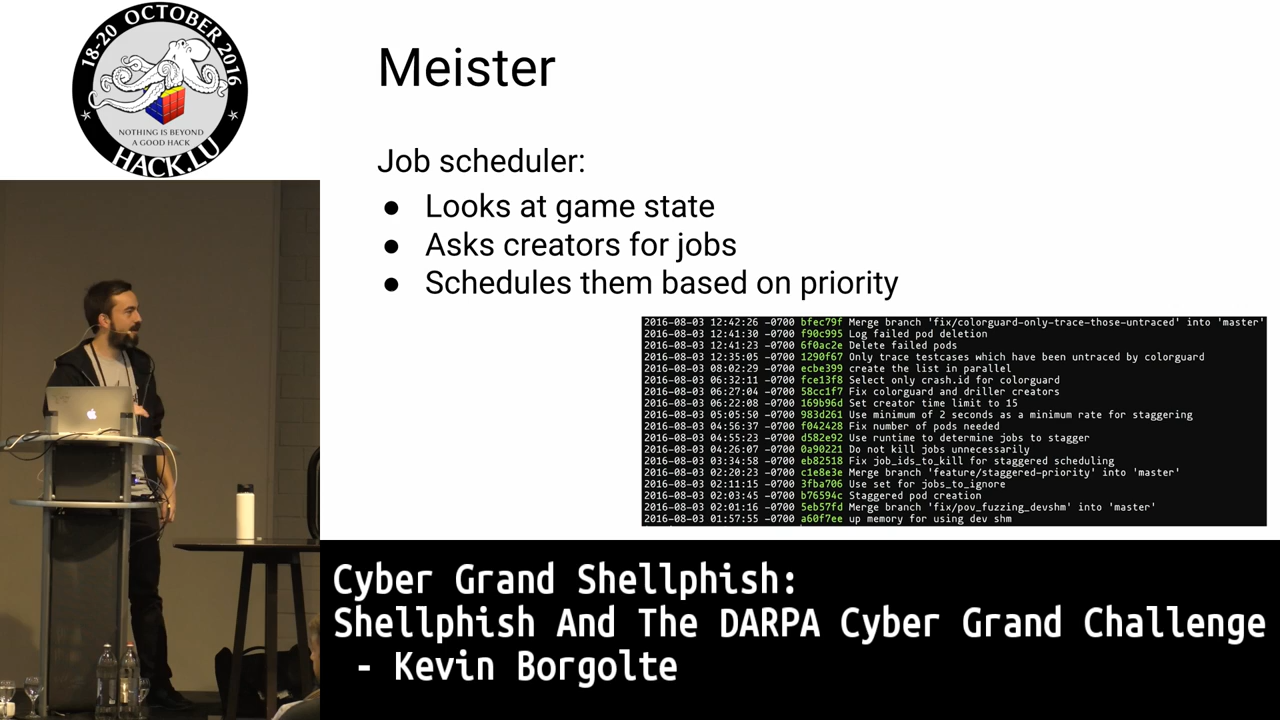 18-20 OCTOBER 2016
NOTHING IS BEYOND
A GOOD HACK
HACK.LU
Meister
Job scheduler:
● Looks at game state
● Asks creators for jobs
● Schedules them based on priority
2016-08-03 12:42:26 -0700 bfec79f Merge branch 'fix/colorguard-only-trace-those-untraced' into 'master'
2016-08-03 12:41:30 -0700 f90c995 Log failed pod deletion
2016-08-03 12:41:23 -0700 6f0ac2e Delete failed pods
2016-08-03 12:35:05 -0700 1290f67 Only trace testcases which have been untraced by colorguard
2016-08-03 08:02:29 -0700 ecbe399 create the list in parallel
2016-08-03 06:32:11 -0700 fce13f8 Select only crash.id for colorguard
2016-08-03 06:27:04 -0700 58cc1f7 Fix colorguard and driller creators
2016-08-03 06:22:08 -0700 169b96d Set creator time limit to 15
2016-08-03 05:05:50 -0700 983d261 Use minimum of 2 seconds as a minimum rate for staggering
2016-08-03 04:56:37 -0700 f042428 Fix number of pods needed
2016-08-03 04:55:23 -0700 d582e92 Use runtime to determine jobs to stagger
2016-08-03 04:26:07 -0700 0a90221 Do not kill jobs unnecessarily
2016-08-03 03:34:58 -0700 eb82518 Fix job_ids_to_kill for staggered scheduling
2016-08-03 02:20:23 -0700 c1e8e3e Merge branch 'feature/staggered-priority' into 'master'
2016-08-03 02:11:15 -0700 3fba706 Use set for jobs_to_ignore
2016-08-03 02:03:45 -0700 b76594c Staggered pod creation
2016-08-03 02:01:16 -0700 5eb57fd Merge branch 'fix/pov_fuzzing_devshm' into 'master'
2016-08-03 01:57:55 -0700 a60f7ee up memory for using dev shm
Cyber Grand Shellphish:
Shellphish And The DARPA Cyber Grand Challenge
- Kevin Borgolte